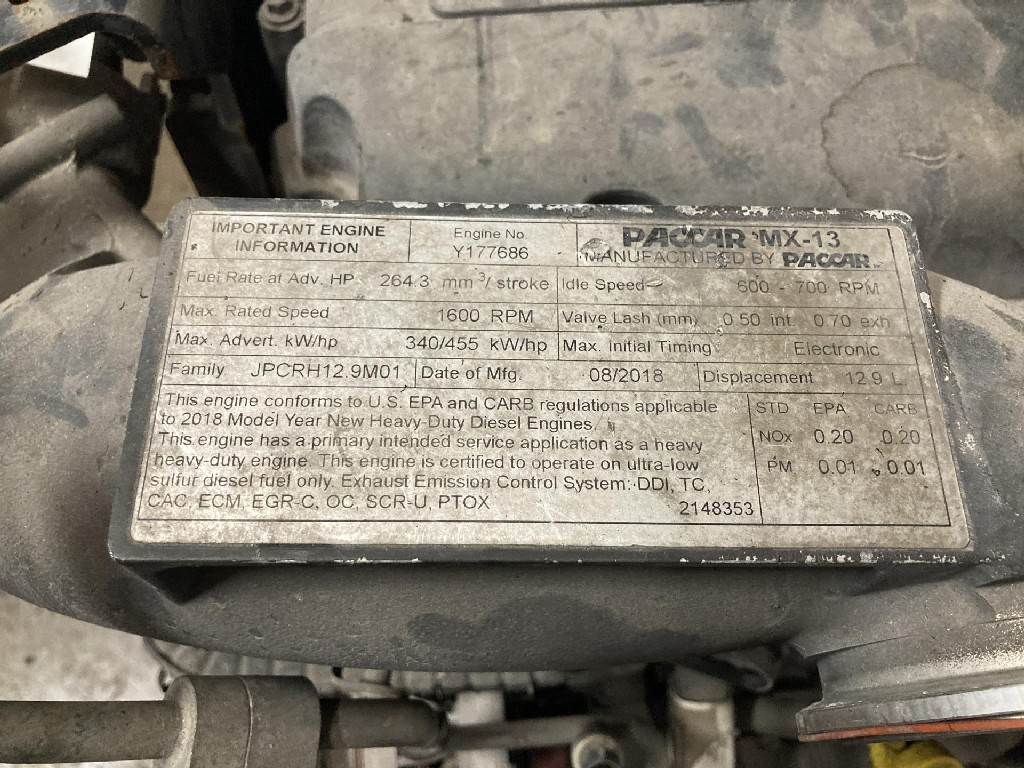 IMPORTANT ENGINE INFORMATION
Engine No.
Y177686
PACCAR MX-13
MANUFACTURED BY PACCAR
Fuel Rate at Adv. HP 264.3 mm³/ stroke
Idle Speed 600 - 700 RPM
Max. Rated Speed 1600 RPM
Valve Lash (mm) 0.50 int. 0.70 exh
Max. Advert. kW/hp 340/455 kW/hp
Max. Initial Timing Electronic
Family JPCRH12.9M01
Date of Mfg. 08/2018
Displacement 12.9 L
This engine conforms to U.S. EPA and CARB regulations applicable
to 2018 Model Year New Heavy-Duty Diesel Engines.
This engine has a primary intended service application as a heavy
heavy-duty engine. This engine is certified to operate on ultra-low
sulfur diesel fuel only. Exhaust Emission Control System: DDI, TC,
CAC, ECM, EGR-C, OC, SCR-U, PTOX
2148353
STD EPA CARB
NOx 0.20 0.20
PM 0.01 0.01